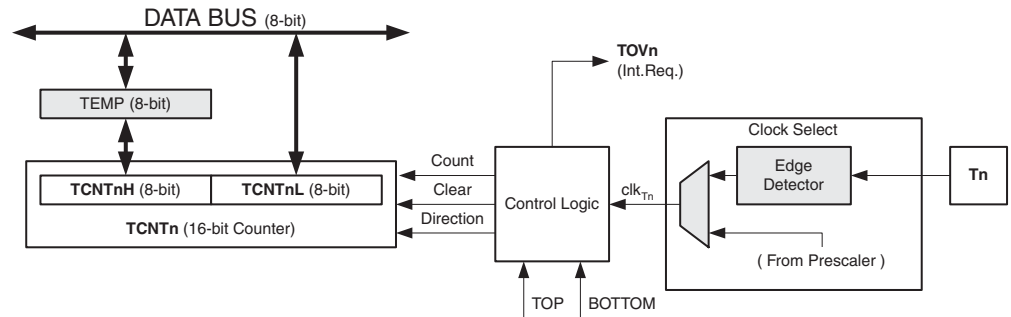 DATA BUS (8-bit)
TEMP (8-bit)
TCNTnH (8-bit)
TCNTnL (8-bit)
TCNTn (16-bit Counter)
Count
Clear
Direction
Control Logic
TOVn
(Int.Req.)
TOP
BOTTOM
clkTn
Clock Select
Edge
Detector
( From Prescaler )
Tn